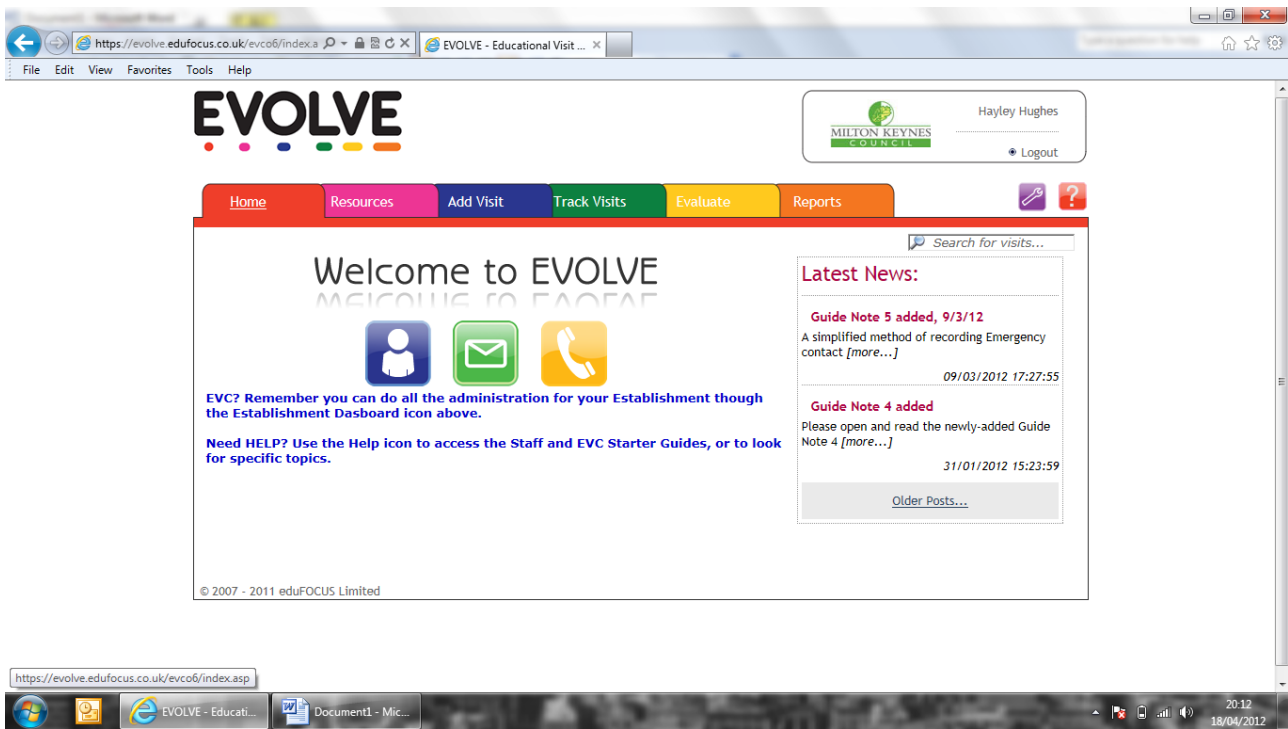 https://evolve.edufocus.co.uk/evco6/index.a
EVOLVE - Educational Visit ...
File Edit View Favorites Tools Help
EVOLVE
MILTON KEYNES
COUNCIL
Hayley Hughes
Logout
Home Resources Add Visit Track Visits Evaluate Reports
?
Search for visits...
Welcome to EVOLVE
EVC? Remember you can do all the administration for your Establishment though
the Establishment Dasboard icon above.
Need HELP? Use the Help icon to access the Staff and EVC Starter Guides, or to look
for specific topics.
Latest News:
Guide Note 5 added, 9/3/12
A simplified method of recording Emergency
contact [more...]
09/03/2012 17:27:55
Guide Note 4 added
Please open and read the newly-added Guide
Note 4 [more...]
31/01/2012 15:23:59
Older Posts...
© 2007 - 2011 eduFOCUS Limited
https://evolve.edufocus.co.uk/evco6/index.asp
EVOLVE - Educati...
Document1 - Mic...
20:12
18/04/2012